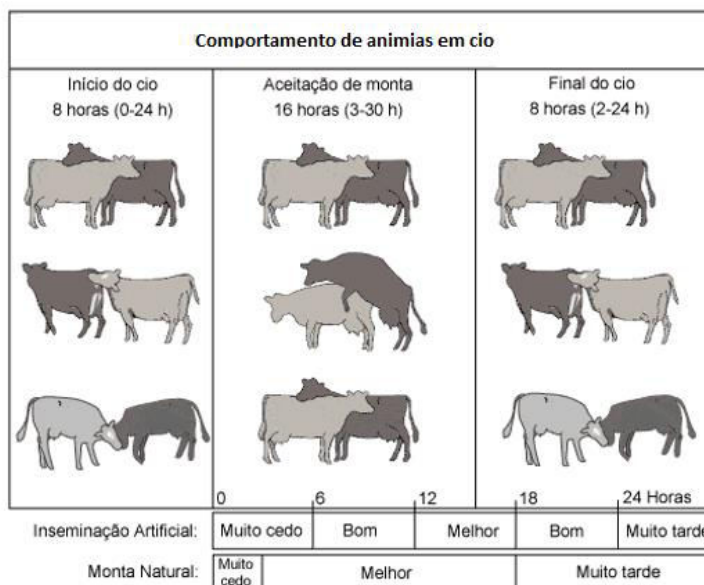 Comportamento de animias em cio
Início do cio
8 horas (0-24 h)
Aceitação de monta
16 horas (3-30 h)
Final do cio
8 horas (2-24 h)
0 6 12 18 24 Horas
Inseminação Artificial: Muito cedo Bom Melhor Bom Muito tarde
Monta Natural: Muito cedo Melhor Muito tarde